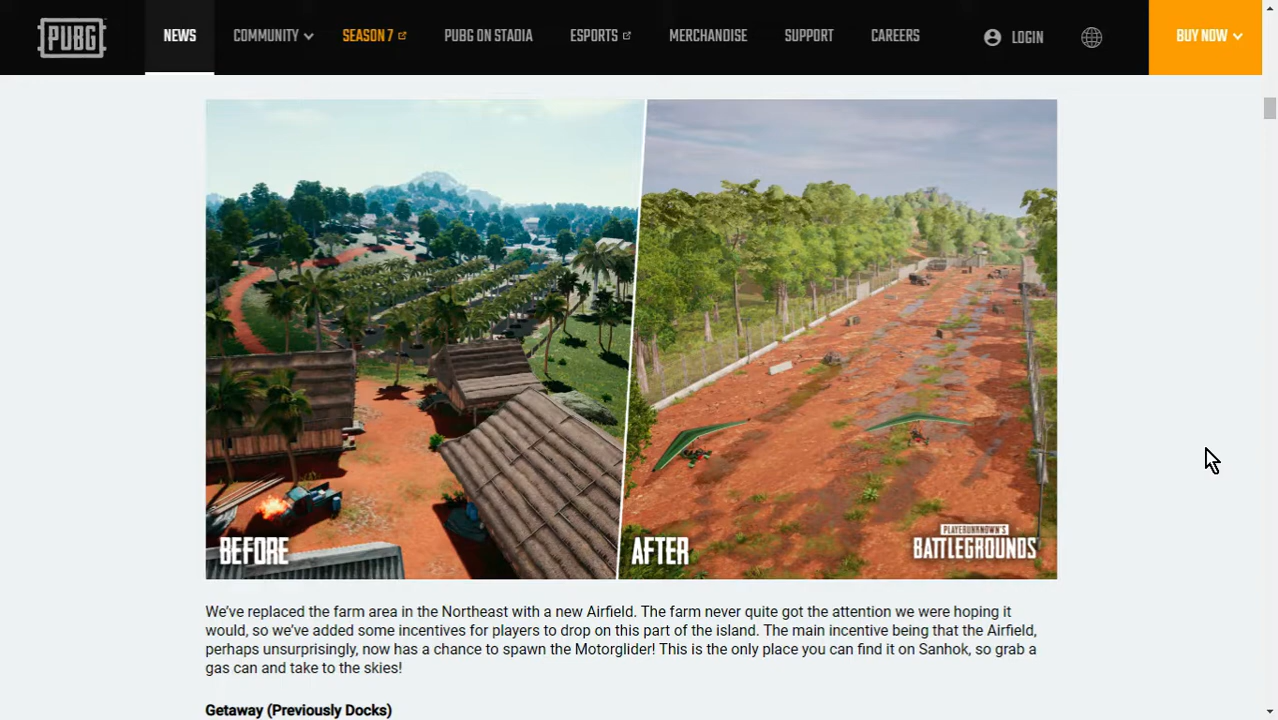 PUBG
NEWS
COMMUNITY
SEASON 7
PUBG ON STADIA
ESPORTS
MERCHANDISE
SUPPORT
CAREERS
LOGIN
BUY NOW
BEFORE
AFTER
PLAYERUNKNOWN'S
BATTLEGROUNDS
We've replaced the farm area in the Northeast with a new Airfield. The farm never quite got the attention we were hoping it
would, so we've added some incentives for players to drop on this part of the island. The main incentive being that the Airfield,
perhaps unsurprisingly, now has a chance to spawn the Motorglider! This is the only place you can find it on Sanhok, so grab a
gas can and take to the skies!
Getaway (Previously Docks)